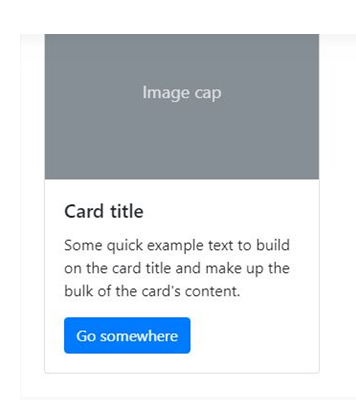 Image cap
Card title
Some quick example text to build
on the card title and make up the
bulk of the card's content.
Go somewhere